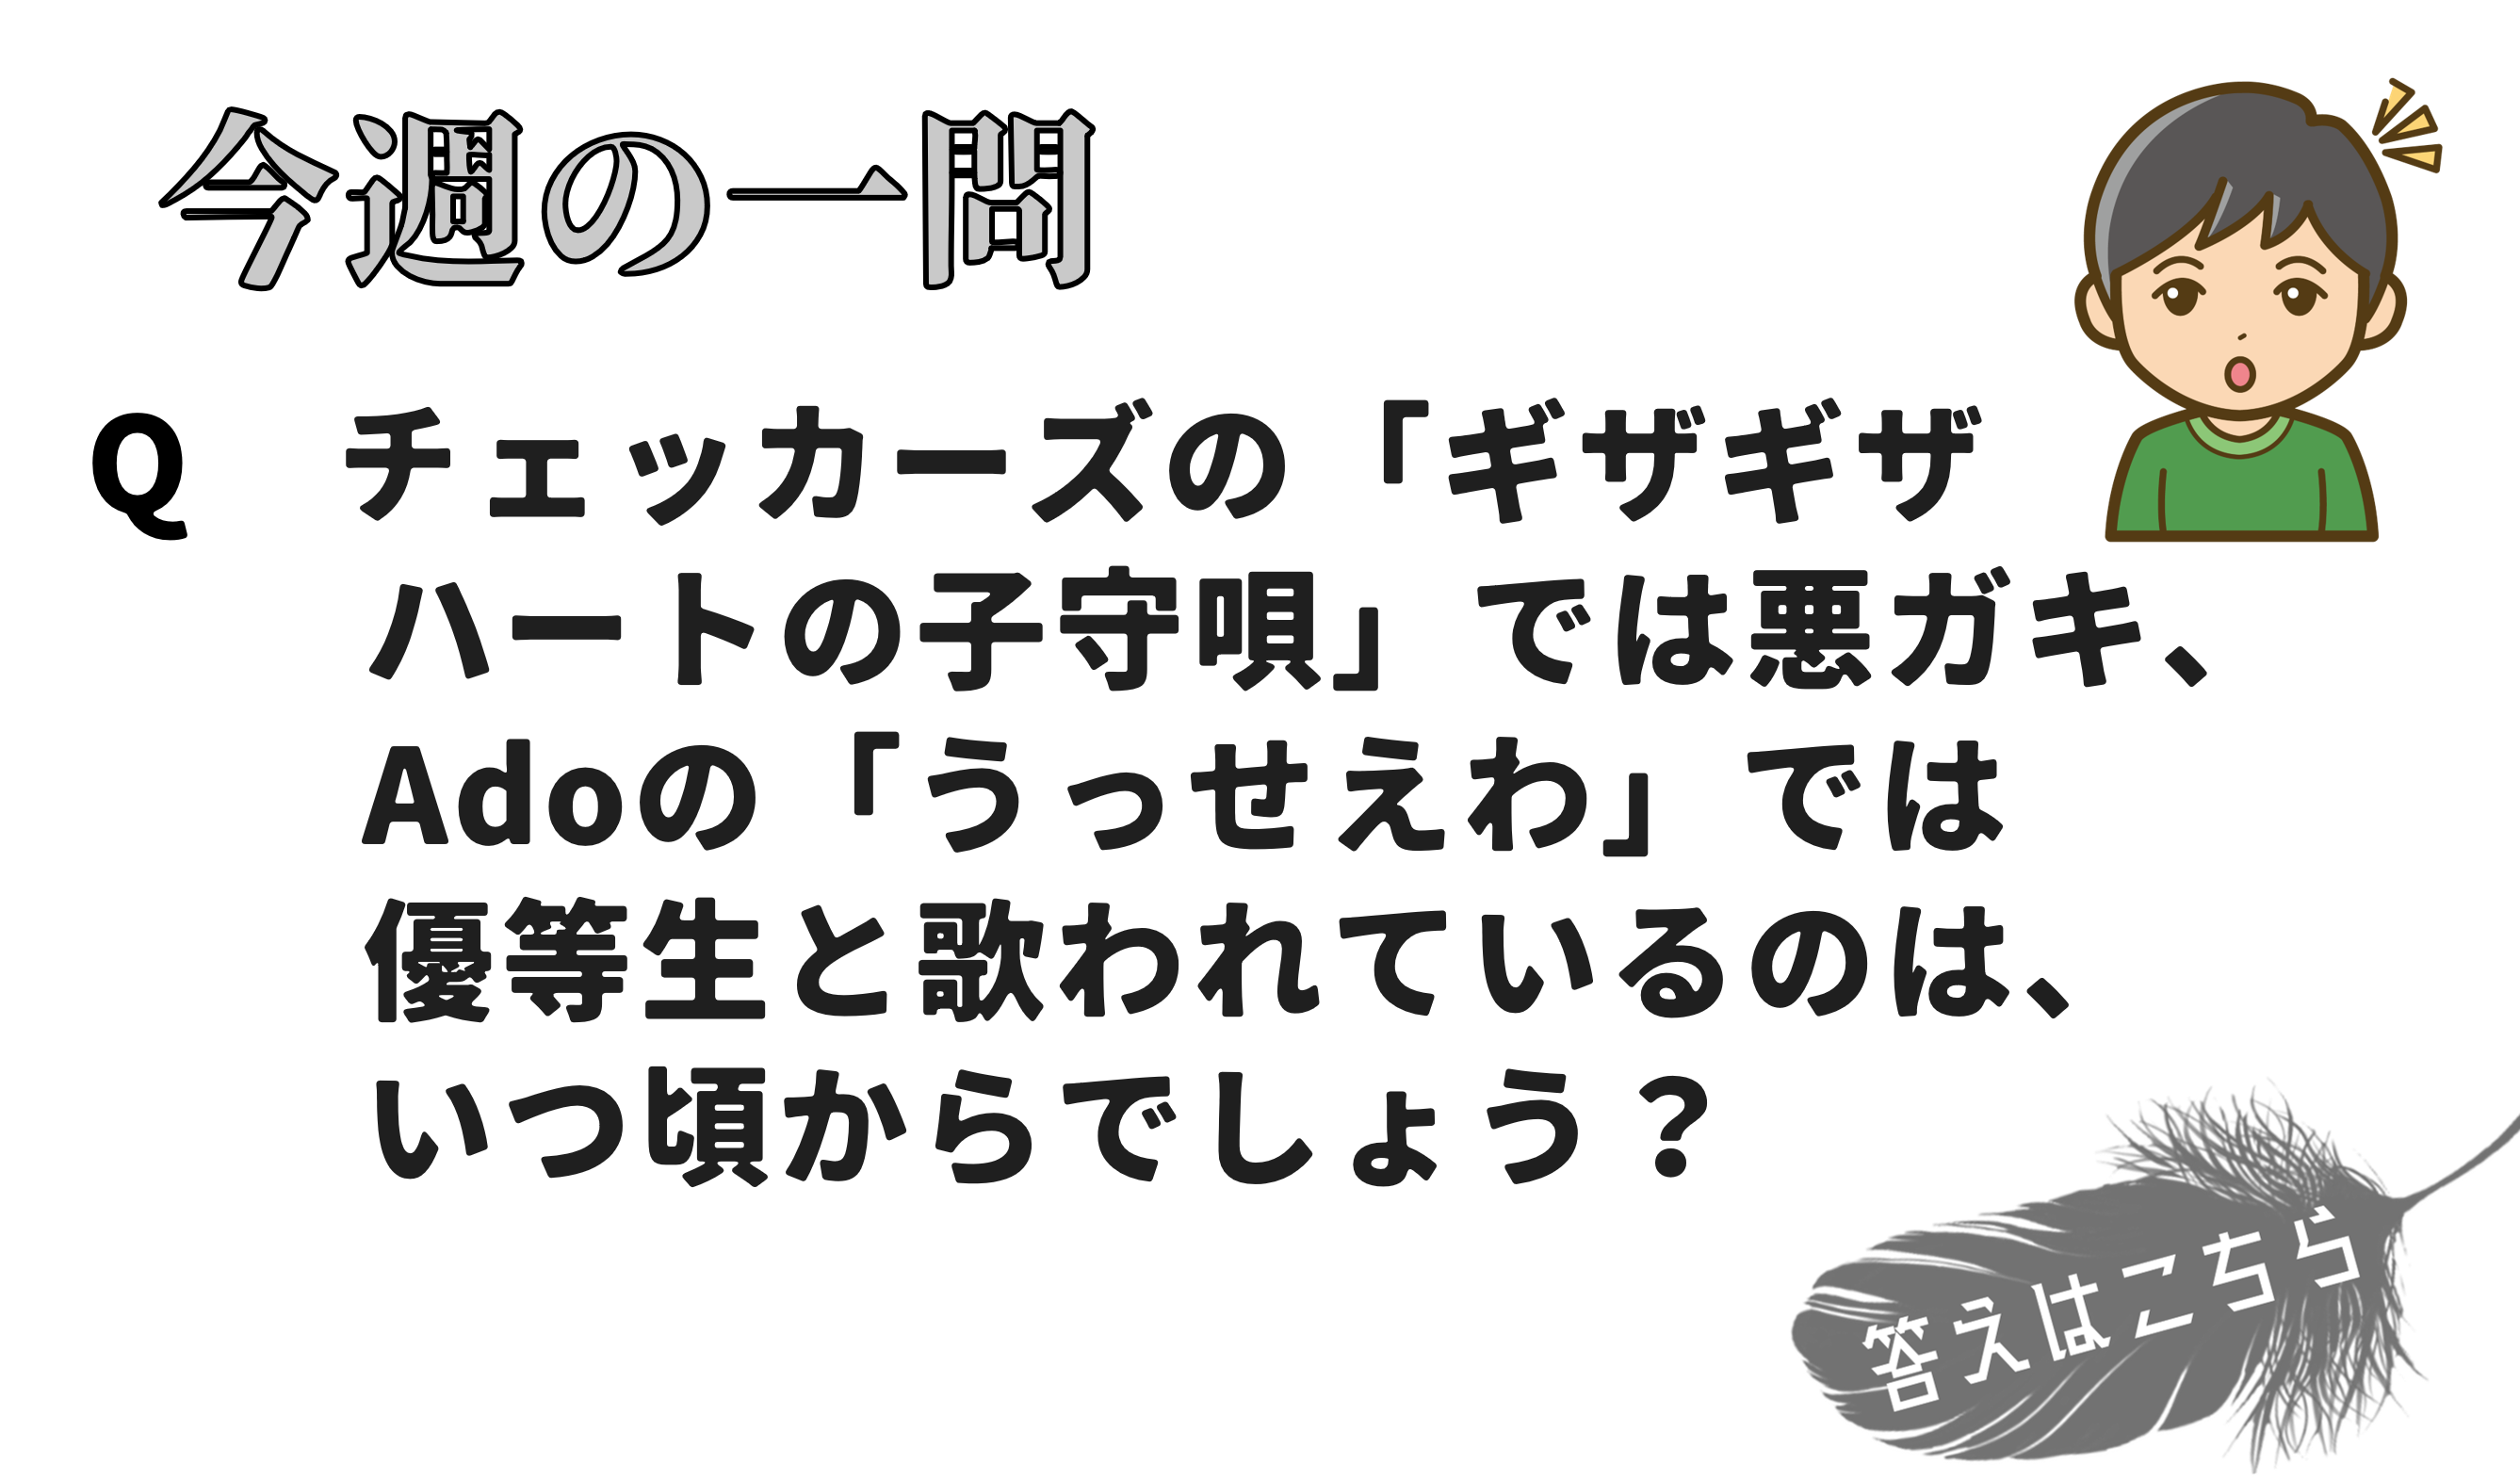 今週の一問
Q チェッカーズの「ギザギザ
ハートの子守唄」では悪ガキ、
Adoの「うっせえわ」では
優等生と歌われているのは、
いつ頃からでしょう？
答えはこちら